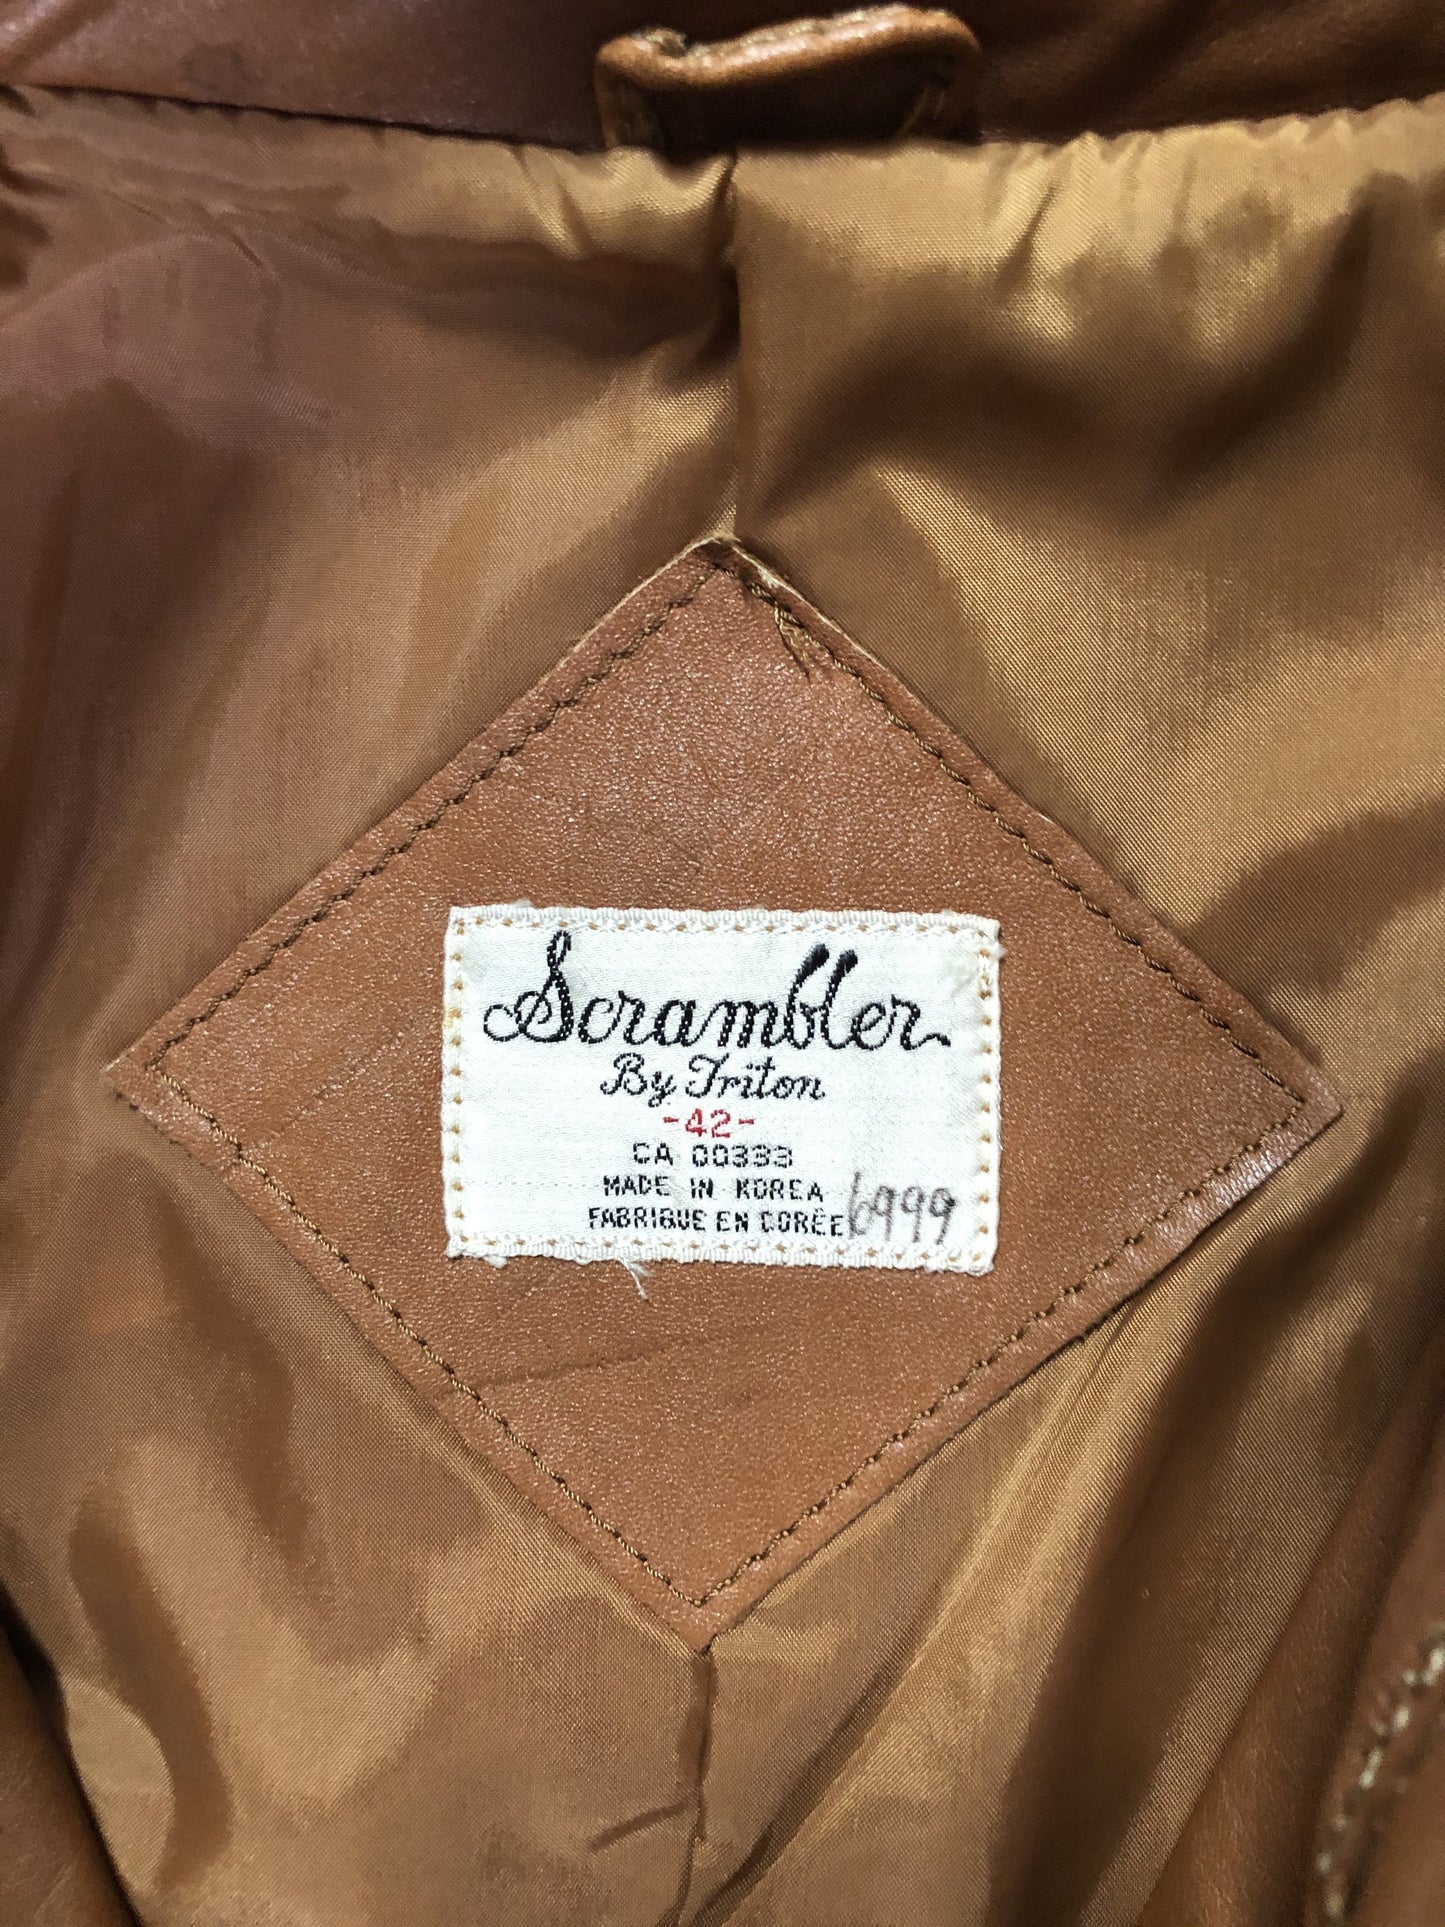 Scrambler
By Triton
-42-
CA 00333
MADE IN KOREA
FABRIQUE EN CORÉE 6999